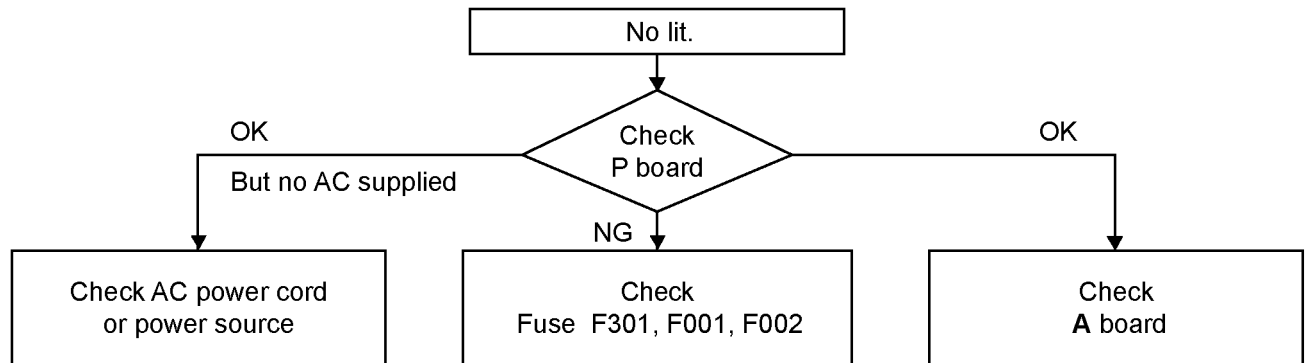 No lit.
Check
P board
OK
But no AC supplied
OK
NG
Check AC power cord
or power source
Check
Fuse F301, F001, F002
Check
A board